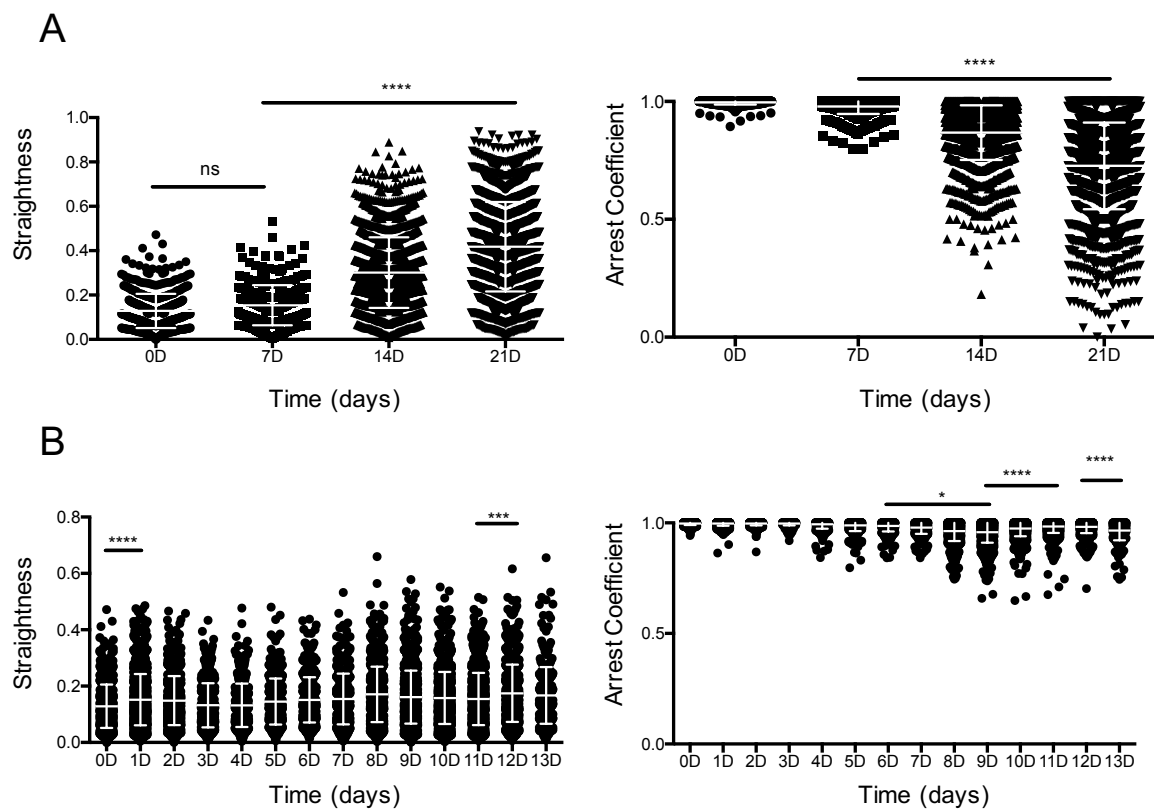 A
Straightness
1.0
0.8
0.6
0.4
0.2
0.0
ns
****
0D 7D 14D 21D
Time (days)
Arrest Coefficient
1.0
0.5
0.0
****
0D 7D 14D 21D
Time (days)
B
Straightness
0.8
0.6
0.4
0.2
0.0
****
***
0D 1D 2D 3D 4D 5D 6D 7D 8D 9D 10D 11D 12D 13D
Time (days)
Arrest Coefficient
1.0
0.5
0.0
*
****
****
0D 1D 2D 3D 4D 5D 6D 7D 8D 9D 10D 11D 12D 13D
Time (days)